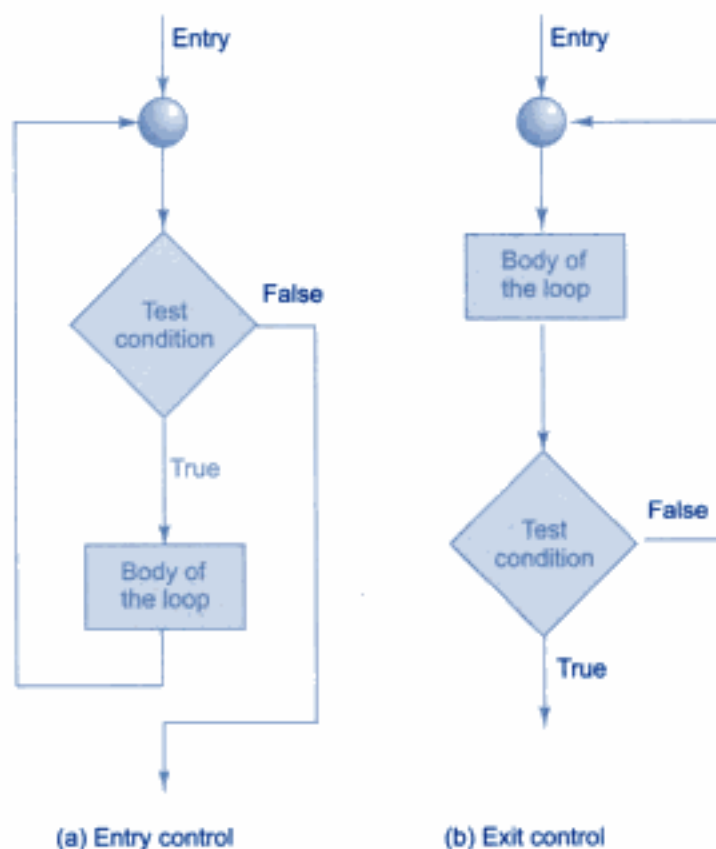 Entry
Test
condition
False
True
Body of
the loop
(a) Entry control
Entry
Body of
the loop
Test
condition
False
True
(b) Exit control